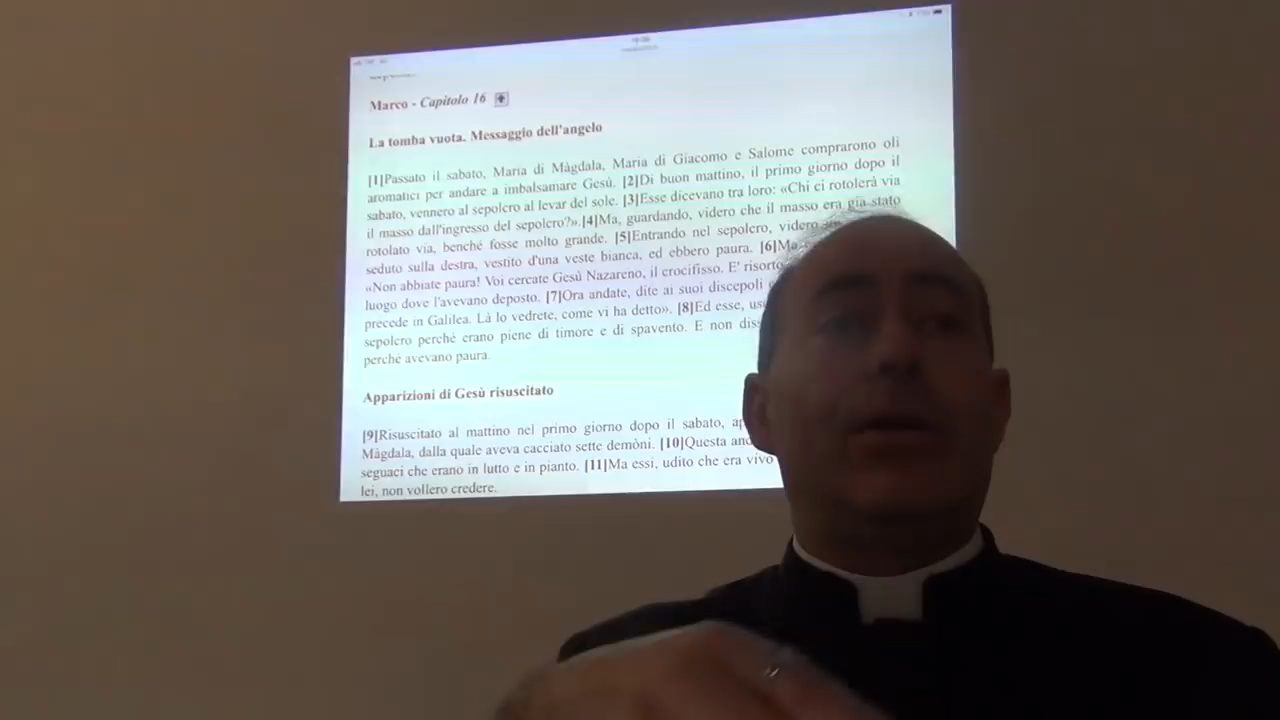 Marco - Capitolo 16
La tomba vuota. Messaggio dell'angelo
[1]Passato il sabato, Maria di Màgdala, Maria di Giacomo e Salome comprarono oli
aromatici per andare a imbalsamare Gesù. [2]Di buon mattino, il primo giorno dopo il
sabato, vennero al sepolcro al levar del sole. [3]Esse dicevano tra loro: «Chi ci rotolerà via
il masso dall'ingresso del sepolcro?». [4]Ma, guardando, videro che il masso era già stato
rotolato via, benché fosse molto grande. [5]Entrando nel sepolcro, videro
seduto sulla destra, vestito d'una veste bianca, ed ebbero paura. [6]Ma
«Non abbiate paura! Voi cercate Gesù Nazareno, il crocifisso. E' risorto
luogo dove l'avevano deposto. [7]Ora andate, dite ai suoi discepoli
precede in Galilea. Là lo vedrete, come vi ha detto». [8]Ed esse,
sepolcro perché erano piene di timore e di spavento. E non
perché avevano paura.
Apparizioni di Gesù risuscitato
[9]Risuscitato al mattino nel primo giorno dopo il sabato,
Màgdala, dalla quale aveva cacciato sette demòni. [10]Questa
seguaci che erano in lutto e in pianto. [11]Ma essi, udito che era vivo
lei, non vollero credere.